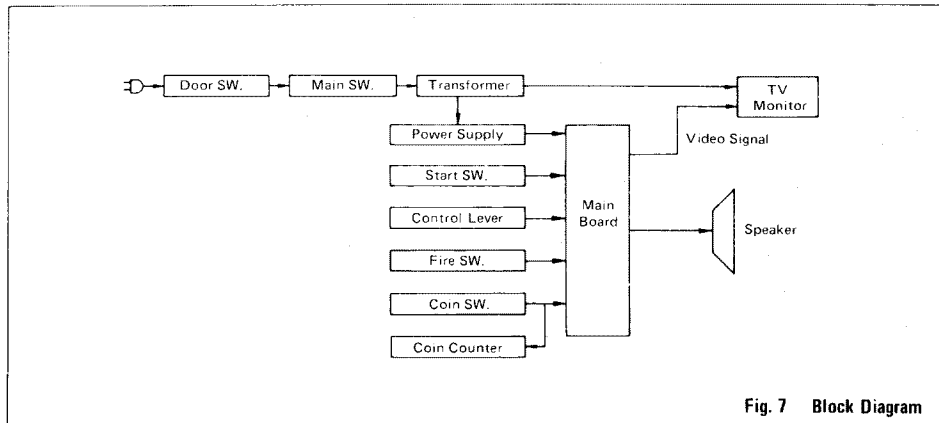 Door SW.
Main SW.
Transformer
TV
Monitor
Power Supply
Video Signal
Start SW.
Main
Board
Control Lever
Speaker
Fire SW.
Coin SW.
Coin Counter
Fig. 7 Block Diagram